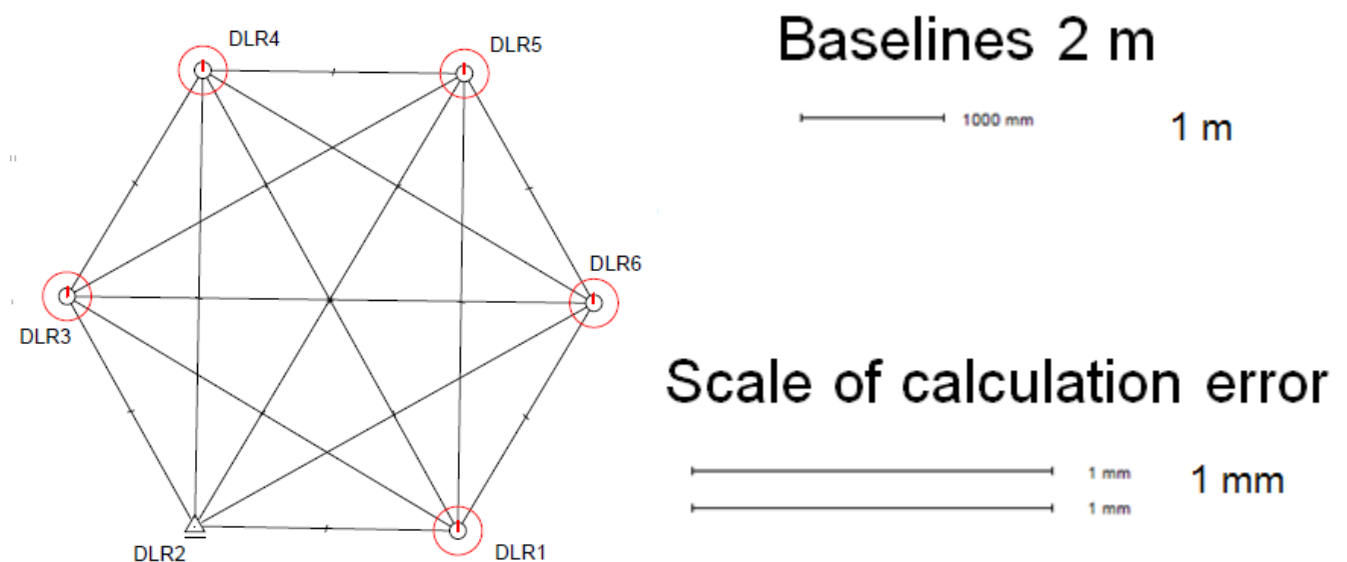 DLR4
DLR5
DLR6
DLR3
DLR2
DLR1
Baselines 2 m
1000 mm
1 m
Scale of calculation error
1 mm
1 mm
1 mm